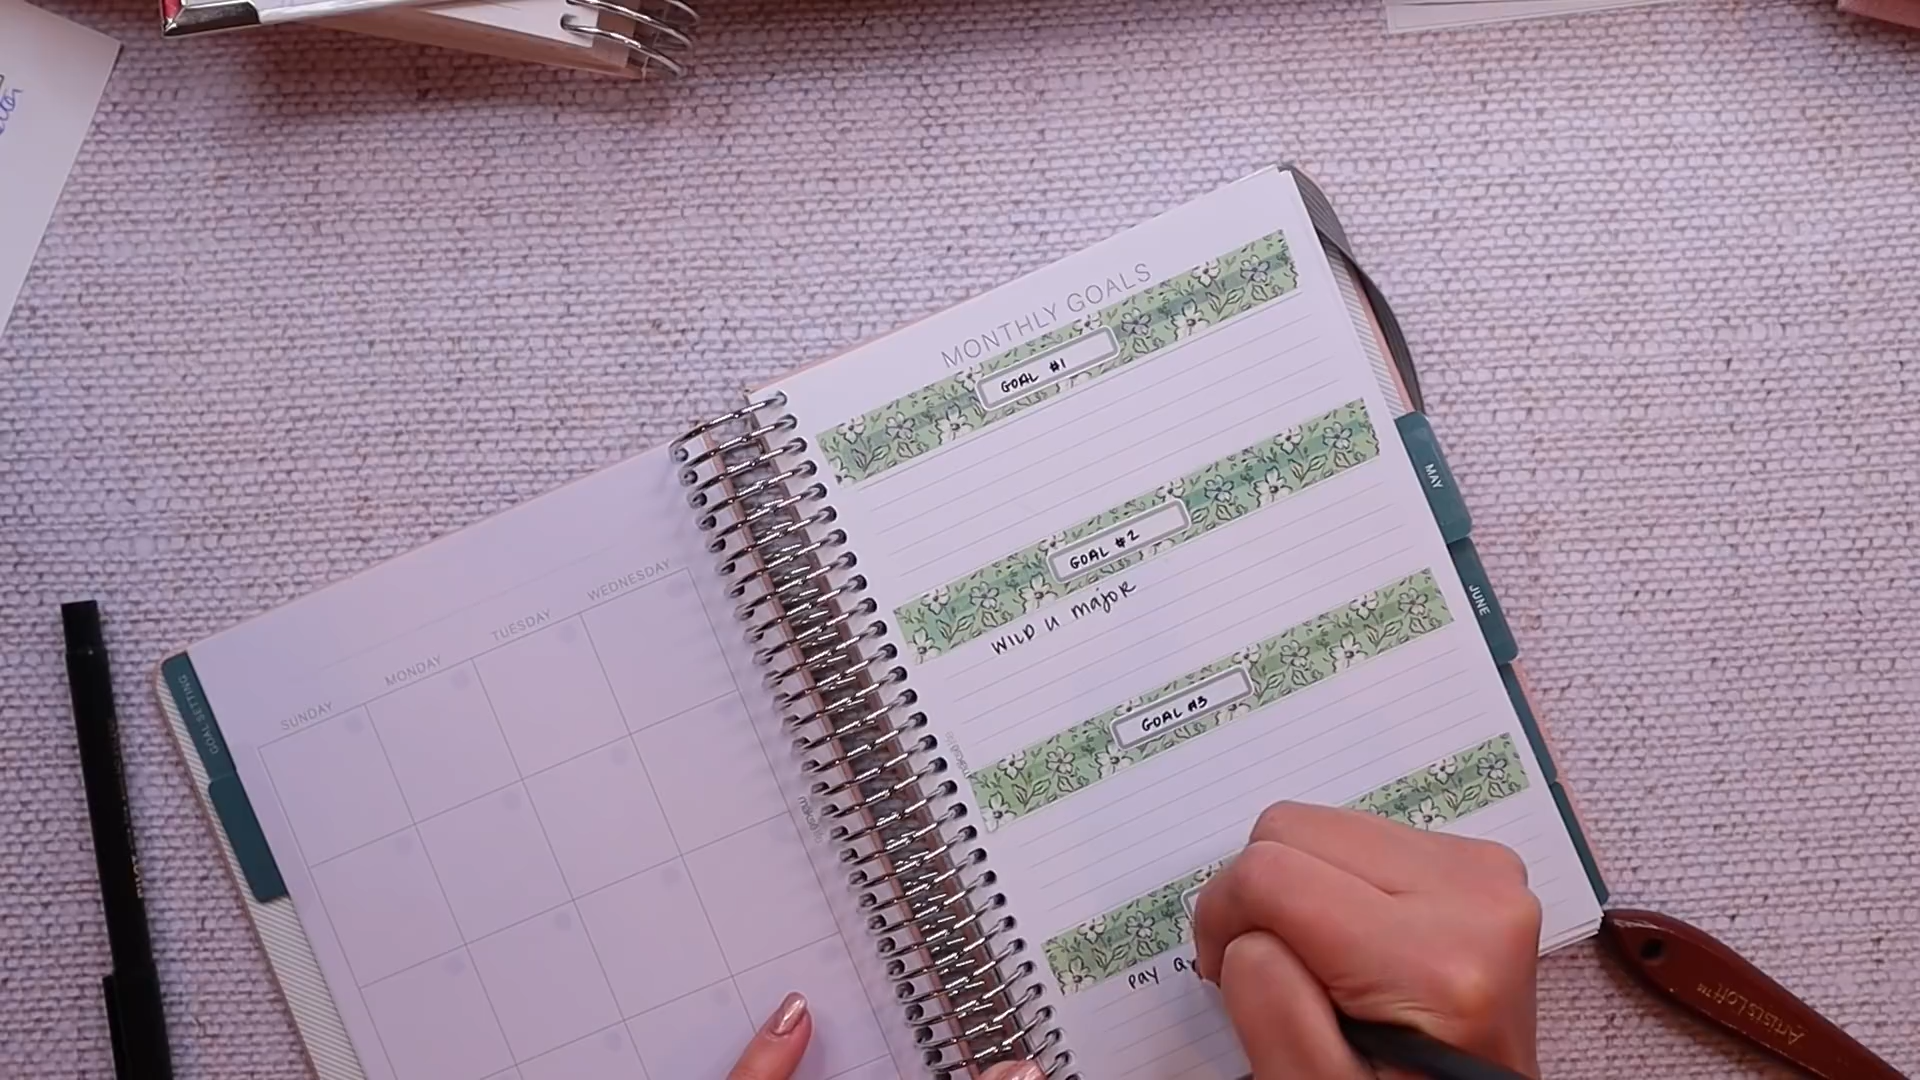 MONTHLY GOALS
GOAL #1
GOAL #2
WILD U majoR
GOAL #3
pay
SUNDAY
MONDAY
TUESDAY
WEDNESDAY
GOAL SETTING
MAY
JUNE
Artist's Loft™